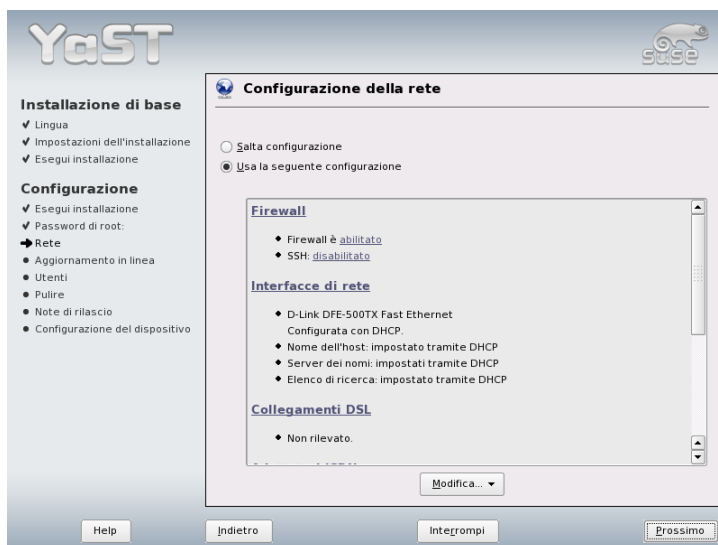 YaST
SUSE
Installazione di base
Lingua
Impostazioni dell'installazione
Esegui installazione
Configurazione
Esegui installazione
Password di root:
Rete
Aggiornamento in linea
Utenti
Pulire
Note di rilascio
Configurazione del dispositivo
Configurazione della rete
Salta configurazione
Usa la seguente configurazione
Firewall
Firewall è abilitato
SSH: disabilitato
Interfacce di rete
D-Link DFE-500TX Fast Ethernet
Configurata con DHCP.
Nome dell'host: impostato tramite DHCP
Server dei nomi: impostati tramite DHCP
Elenco di ricerca: impostato tramite DHCP
Collegamenti DSL
Non rilevato.
Modifica...
Help
Indietro
Interrompi
Prossimo